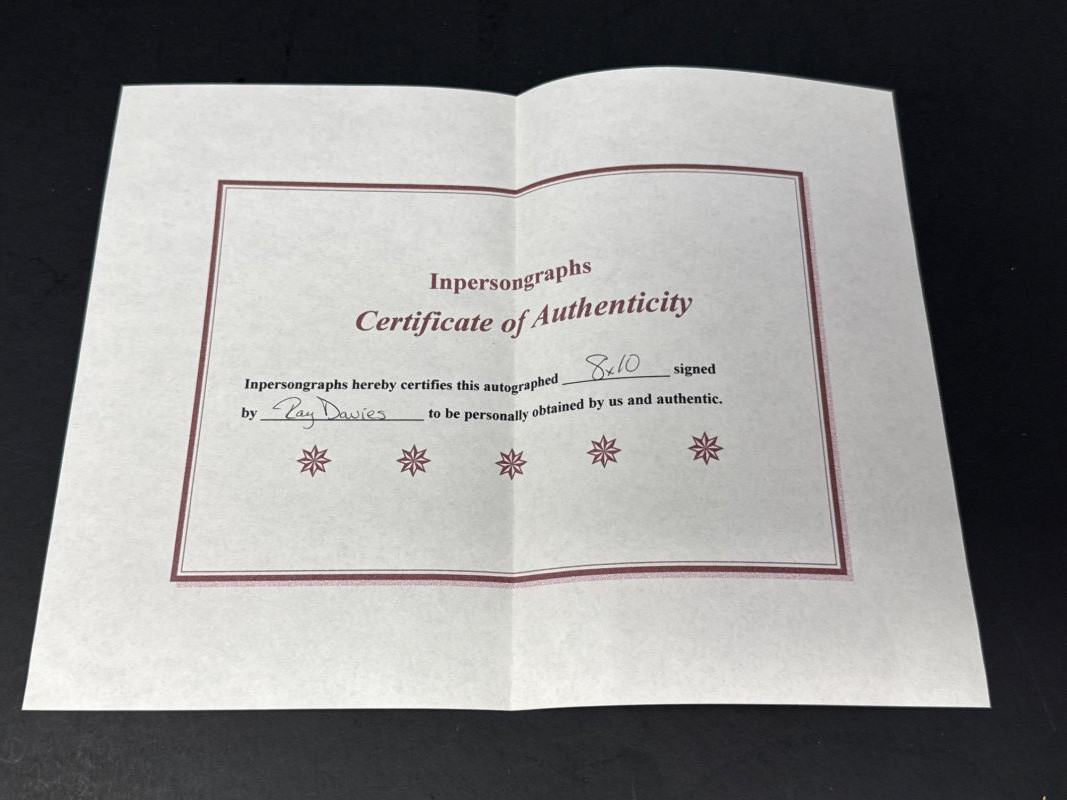 Inpersongraphs
Certificate of Authenticity
Inpersongraphs hereby certifies this autographed 8x10 signed
by Ray Davies to be personally obtained by us and authentic.